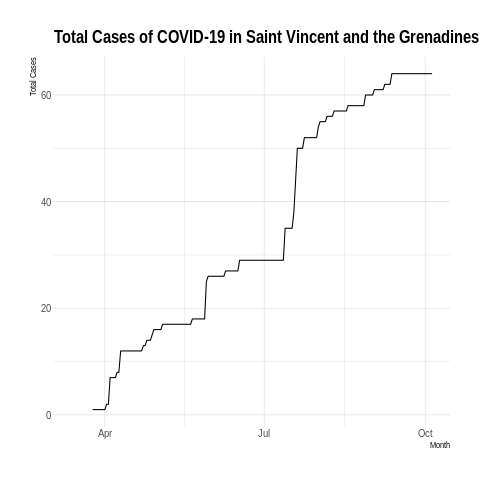 Total Cases of COVID-19 in Saint Vincent and the Grenadines
Total Cases
60
40
20
0
Apr
Jul
Oct
Month